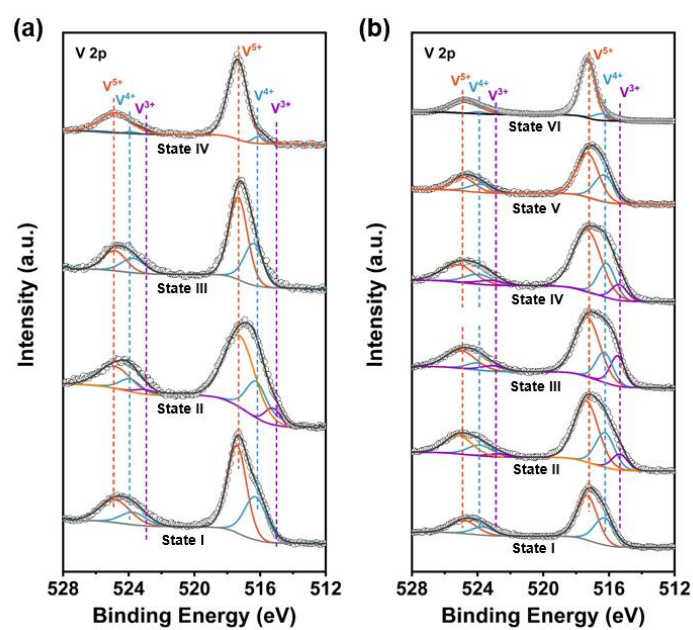 (a)
V 2p
V5+
V4+
V3+
V5+
V4+
V3+
State IV
State III
State II
State I
Intensity (a.u.)
528 524 520 516 512
Binding Energy (eV)
(b)
V 2p
V5+
V4+
V3+
V5+
V4+
V3+
State VI
State V
State IV
State III
State II
State I
Intensity (a.u.)
528 524 520 516 512
Binding Energy (eV)